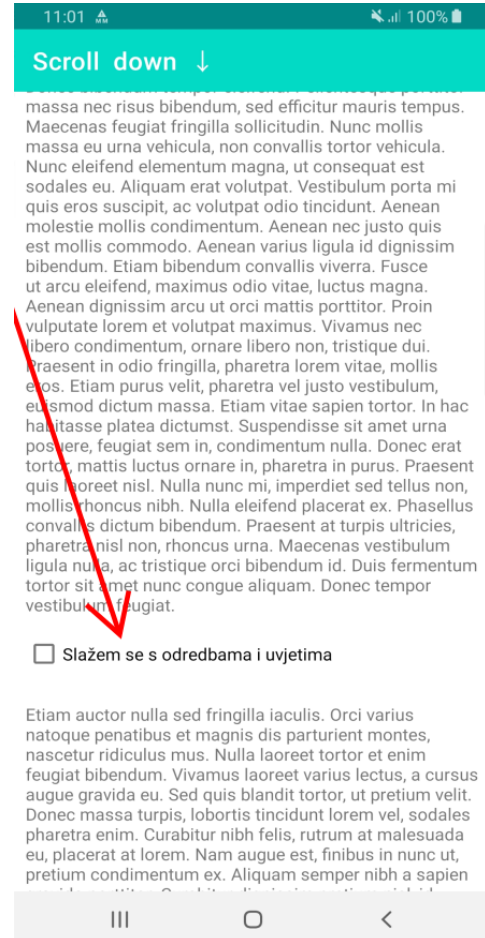 11:01
100%
Scroll down ↓
massa nec risus bibendum, sed efficitur mauris tempus.
Maecenas feugiat fringilla sollicitudin. Nunc mollis
massa eu urna vehicula, non convallis tortor vehicula.
Nunc eleifend elementum magna, ut consequat est
sodales eu. Aliquam erat volutpat. Vestibulum porta mi
quis eros suscipit, ac volutpat odio tincidunt. Aenean
molestie mollis condimentum. Aenean nec justo quis
est mollis commodo. Aenean varius ligula id dignissim
bibendum. Etiam bibendum convallis viverra. Fusce
ut arcu eleifend, maximus odio vitae, luctus magna.
Aenean dignissim arcu ut orci mattis porttitor. Proin
vulputate lorem et volutpat maximus. Vivamus nec
libero condimentum, ornare libero non, tristique dui.
Praesent in odio fringilla, pharetra lorem vitae, mollis
eros. Etiam purus velit, pharetra vel justo vestibulum,
euismod dictum massa. Etiam vitae sapien tortor. In hac
habitasse platea dictumst. Suspendisse sit amet urna
posuere, feugiat sem in, condimentum nulla. Donec erat
tortor, mattis luctus ornare in, pharetra in purus. Praesent
quis laoreet nisl. Nulla nunc mi, imperdiet sed tellus non,
mollis rhoncus nibh. Nulla eleifend placerat ex. Phasellus
convallis dictum bibendum. Praesent at turpis ultricies,
pharetra nisl non, rhoncus urna. Maecenas vestibulum
ligula nulla, ac tristique orci bibendum id. Duis fermentum
tortor sit amet nunc congue aliquam. Donec tempor
vestibulum feugiat.
Slažem se s odredbama i uvjetima
Etiam auctor nulla sed fringilla iaculis. Orci varius
natoque penatibus et magnis dis parturient montes,
nascetur ridiculus mus. Nulla laoreet tortor et enim
feugiat bibendum. Vivamus laoreet varius lectus, a cursus
augue gravida eu. Sed quis blandit tortor, ut pretium velit.
Donec massa turpis, lobortis tincidunt lorem vel, sodales
pharetra enim. Curabitur nibh felis, rutrum at malesuada
eu, placerat at lorem. Nam augue est, finibus in nunc ut,
pretium condimentum ex. Aliquam semper nibh a sapien